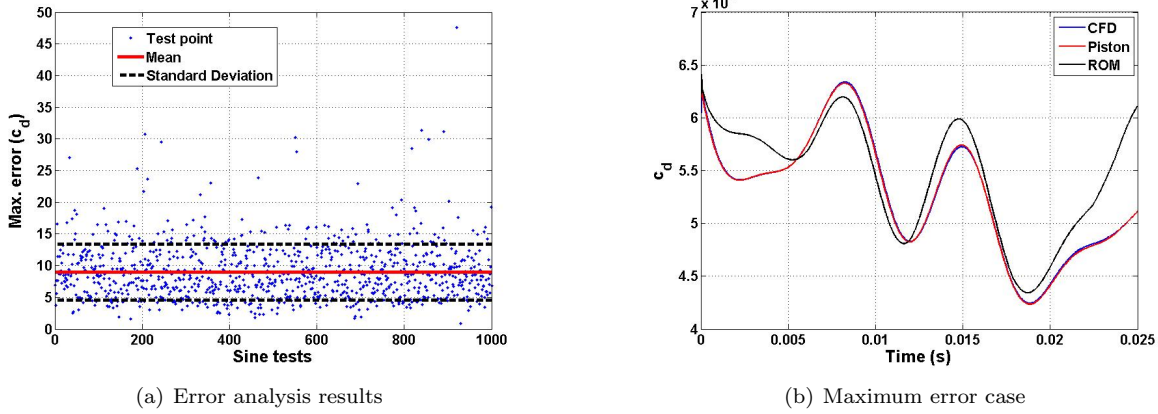 50
45
40
35
30
25
20
15
10
5
0
Max. error (c_d)
Test point
Mean
Standard Deviation
0 200 400 600 800 1000
Sine tests
(a) Error analysis results
7 × 10
6.5
6
5.5
5
4.5
4
c_d
CFD
Piston
ROM
0 0.005 0.01 0.015 0.02 0.025
Time (s)
(b) Maximum error case